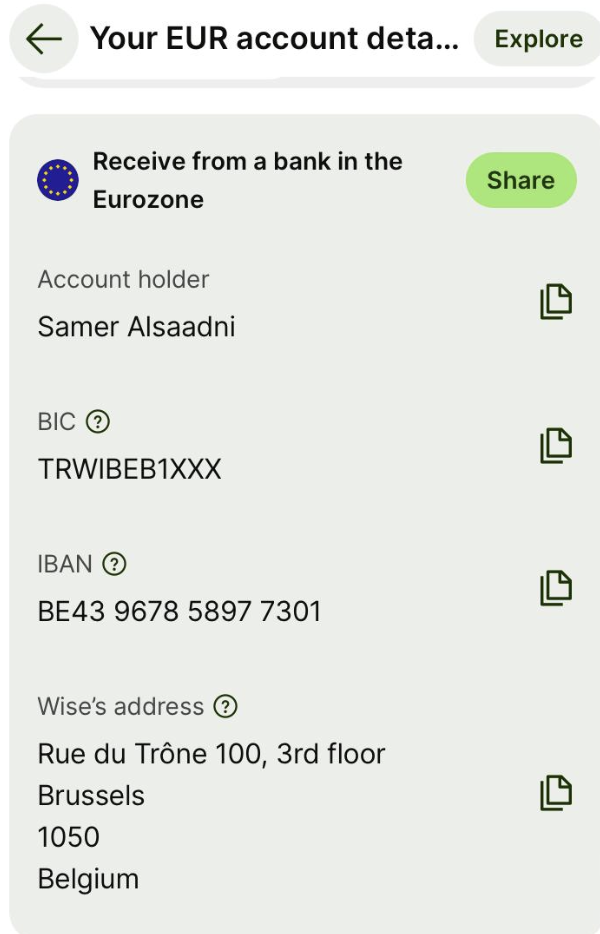 Your EUR account deta...
Explore
Receive from a bank in the
Eurozone
Share
Account holder
Samer Alsaadni
BIC
TRWIBEB1XXX
IBAN
BE43 9678 5897 7301
Wise's address
Rue du Trône 100, 3rd floor
Brussels
1050
Belgium